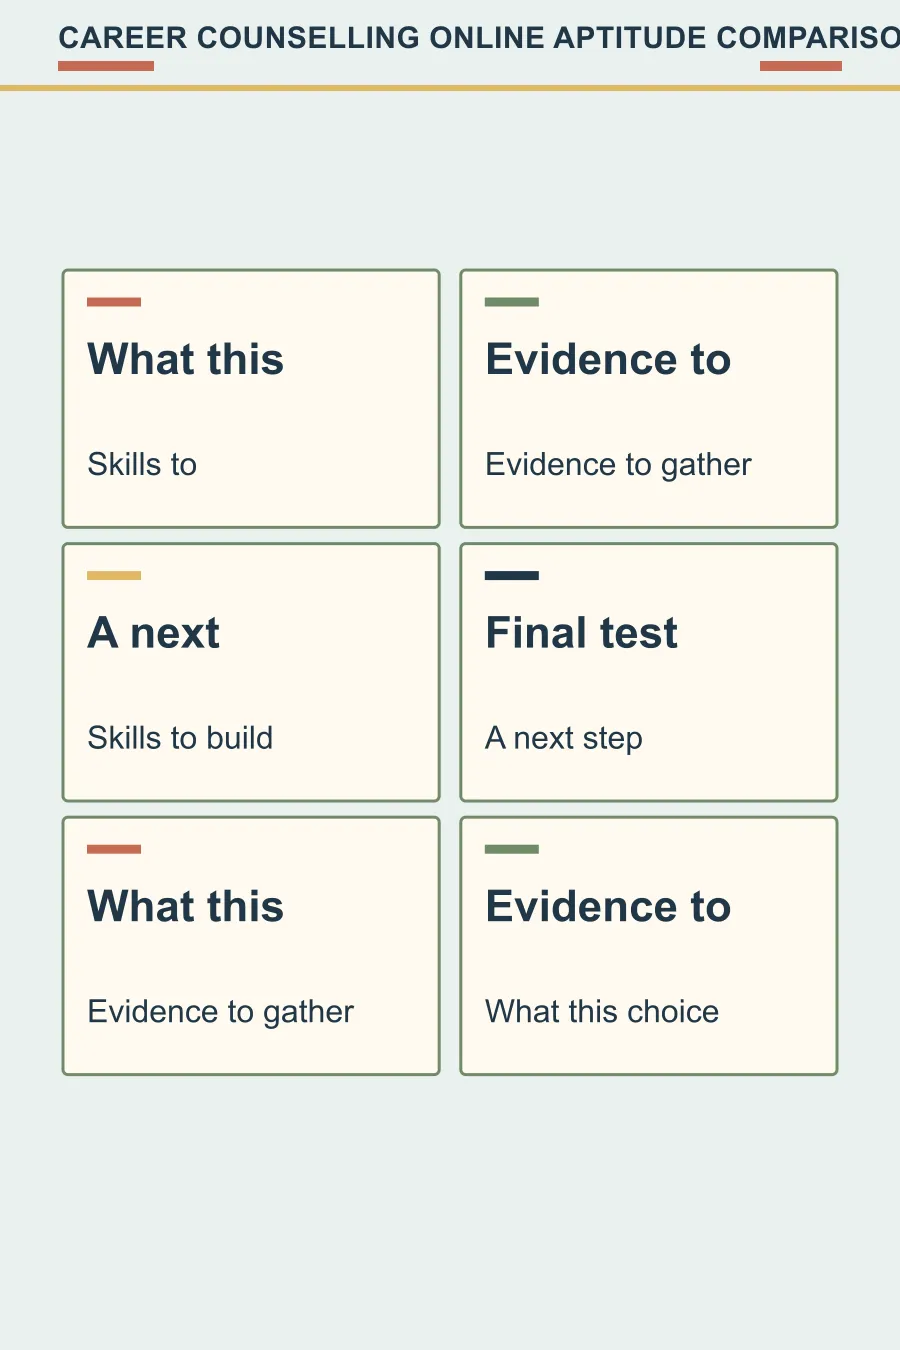 CAREER COUNSELLING ONLINE APTITUDE COMPARISO
What this
Skills to
Evidence to
Evidence to gather
A next
Skills to build
Final test
A next step
What this
Evidence to gather
Evidence to
What this choice